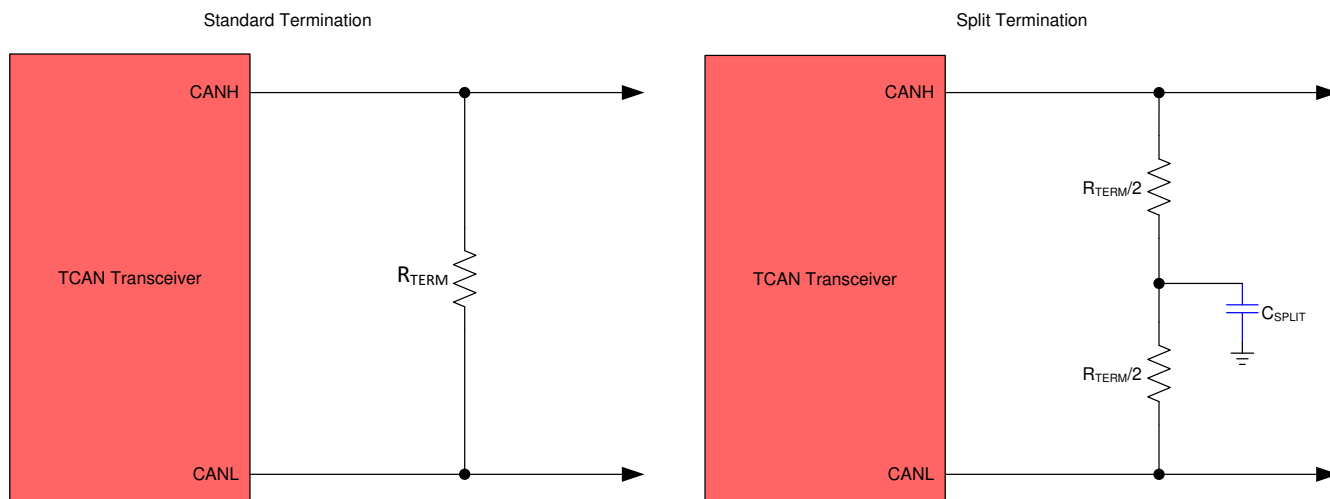 Standard Termination
Split Termination
CANH
TCAN Transceiver
RTERM
CANL
CANH
RTERM/2
TCAN Transceiver
CSPLIT
RTERM/2
CANL